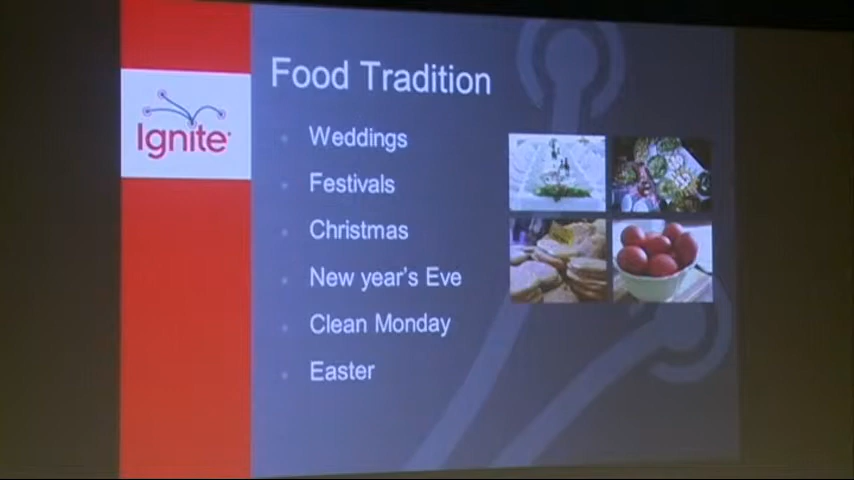 Food Tradition
Ignite
Weddings
Festivals
Christmas
New year's Eve
Clean Monday
Easter